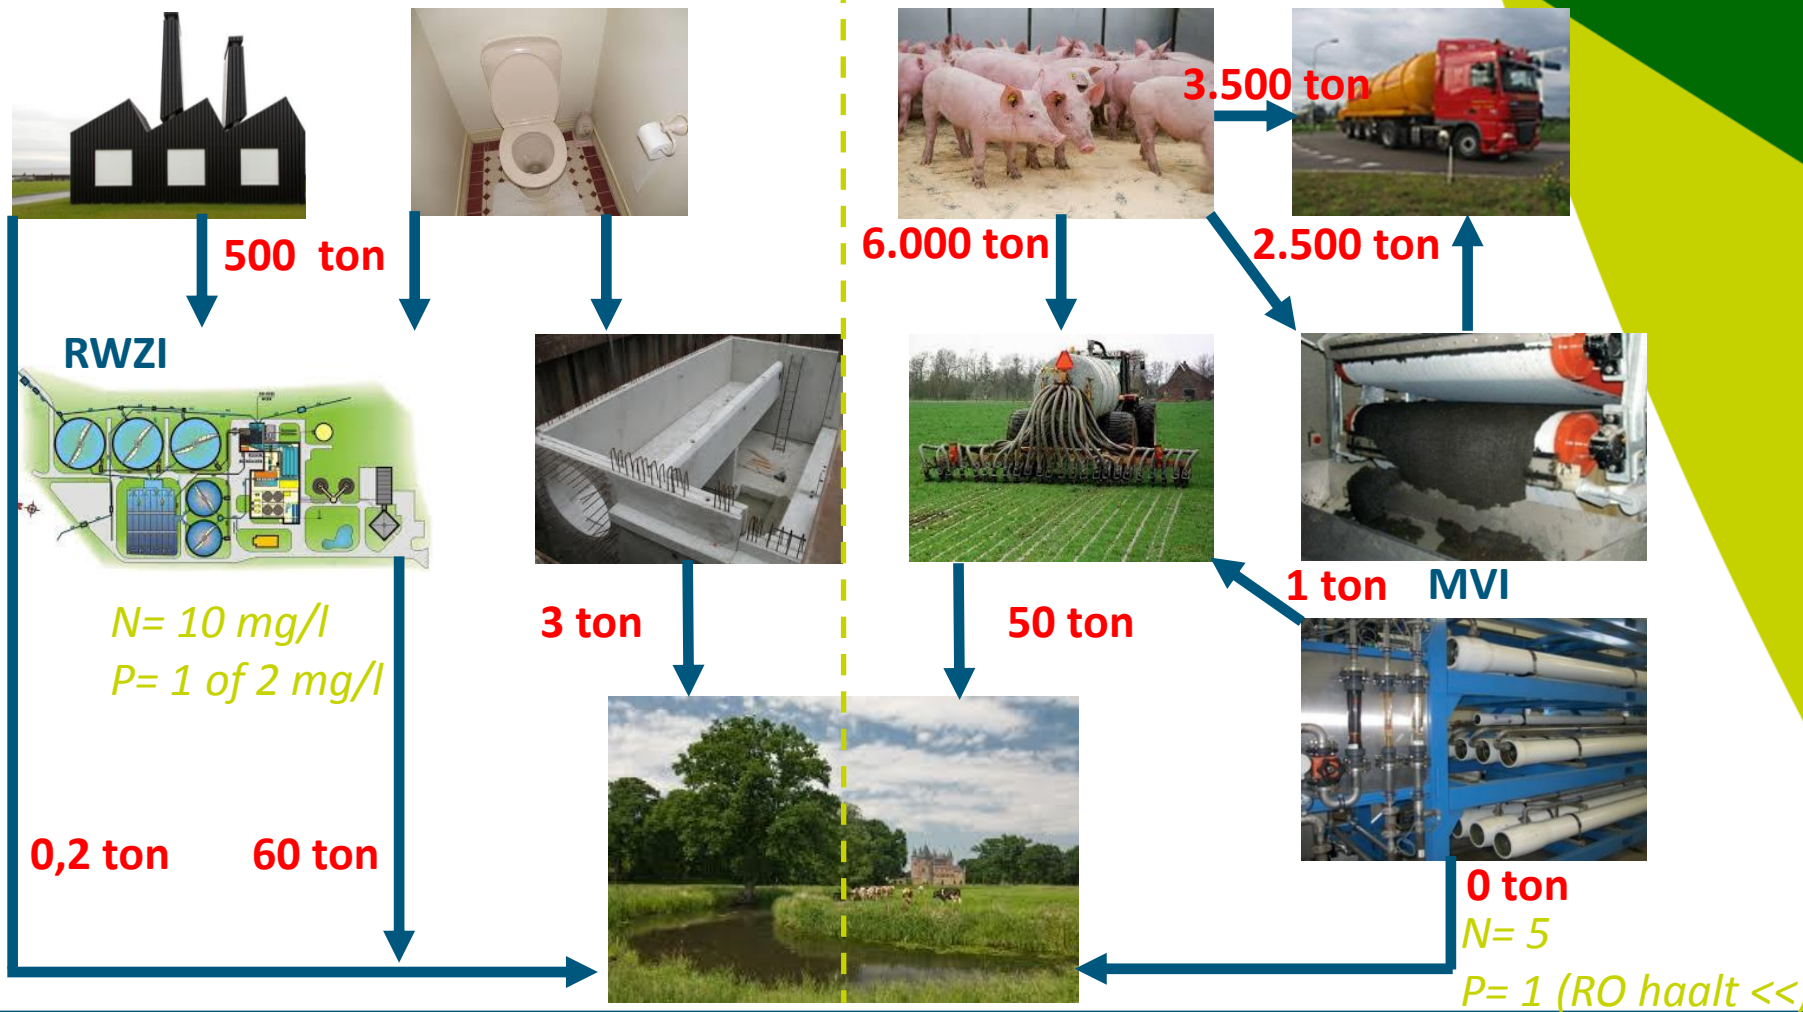 3.500 ton
500 ton
6.000 ton
2.500 ton
RWZI
N= 10 mg/l
P= 1 of 2 mg/l
3 ton
50 ton
1 ton
MVI
0,2 ton
60 ton
0 ton
N= 5
P= 1 (RO haalt <<)